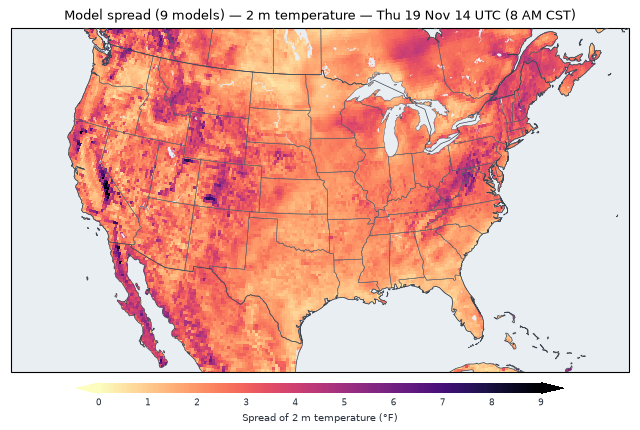 Model spread (9 models) — 2 m temperature — Thu 19 Nov 14 UTC (8 AM CST)
0 1 2 3 4 5 6 7 8 9
Spread of 2 m temperature (°F)